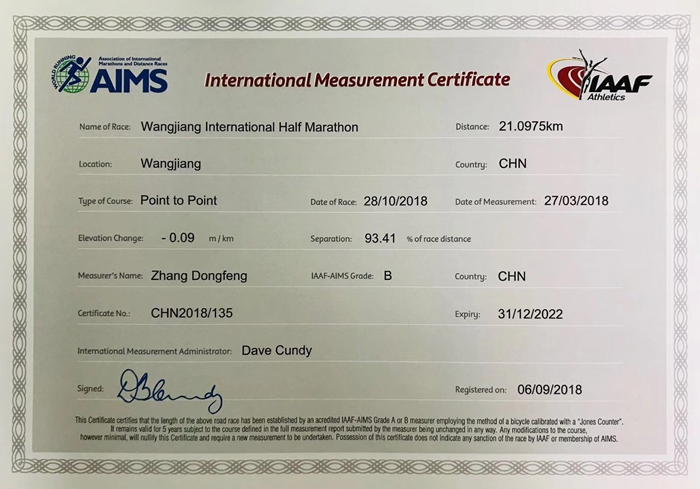 WORLD RUNNING
Association of International
Marathons and Distance Races
AIMS
International Measurement Certificate
IAAF
Athletics
Name of Race: Wangjiang International Half Marathon Distance: 21.0975km
Location: Wangjiang Country: CHN
Type of Course: Point to Point Date of Race: 28/10/2018 Date of Measurement: 27/03/2018
Elevation Change: - 0.09 m / km Separation: 93.41 % of race distance
Measurer's Name: Zhang Dongfeng IAAF-AIMS Grade: B Country: CHN
Certificate No.: CHN2018/135 Expiry: 31/12/2022
International Measurement Administrator: Dave Cundy
Signed: DBCundy Registered on: 06/09/2018
This Certificate certifies that the length of the above road race has been established by an acredited IAAF-AIMS Grade A or B measurer employing the method of a bicycle calibrated with a "Jones Counter".
It remains valid for 5 years subject to the course defined in the full measurement report submitted by the measurer being unchanged in any way. Any modifications to the course,
however minimal, will nullify this Certificate and require a new measurement to be undertaken. Possession of this certificate does not indicate any sanction of the race by IAAF or membership of AIMS.